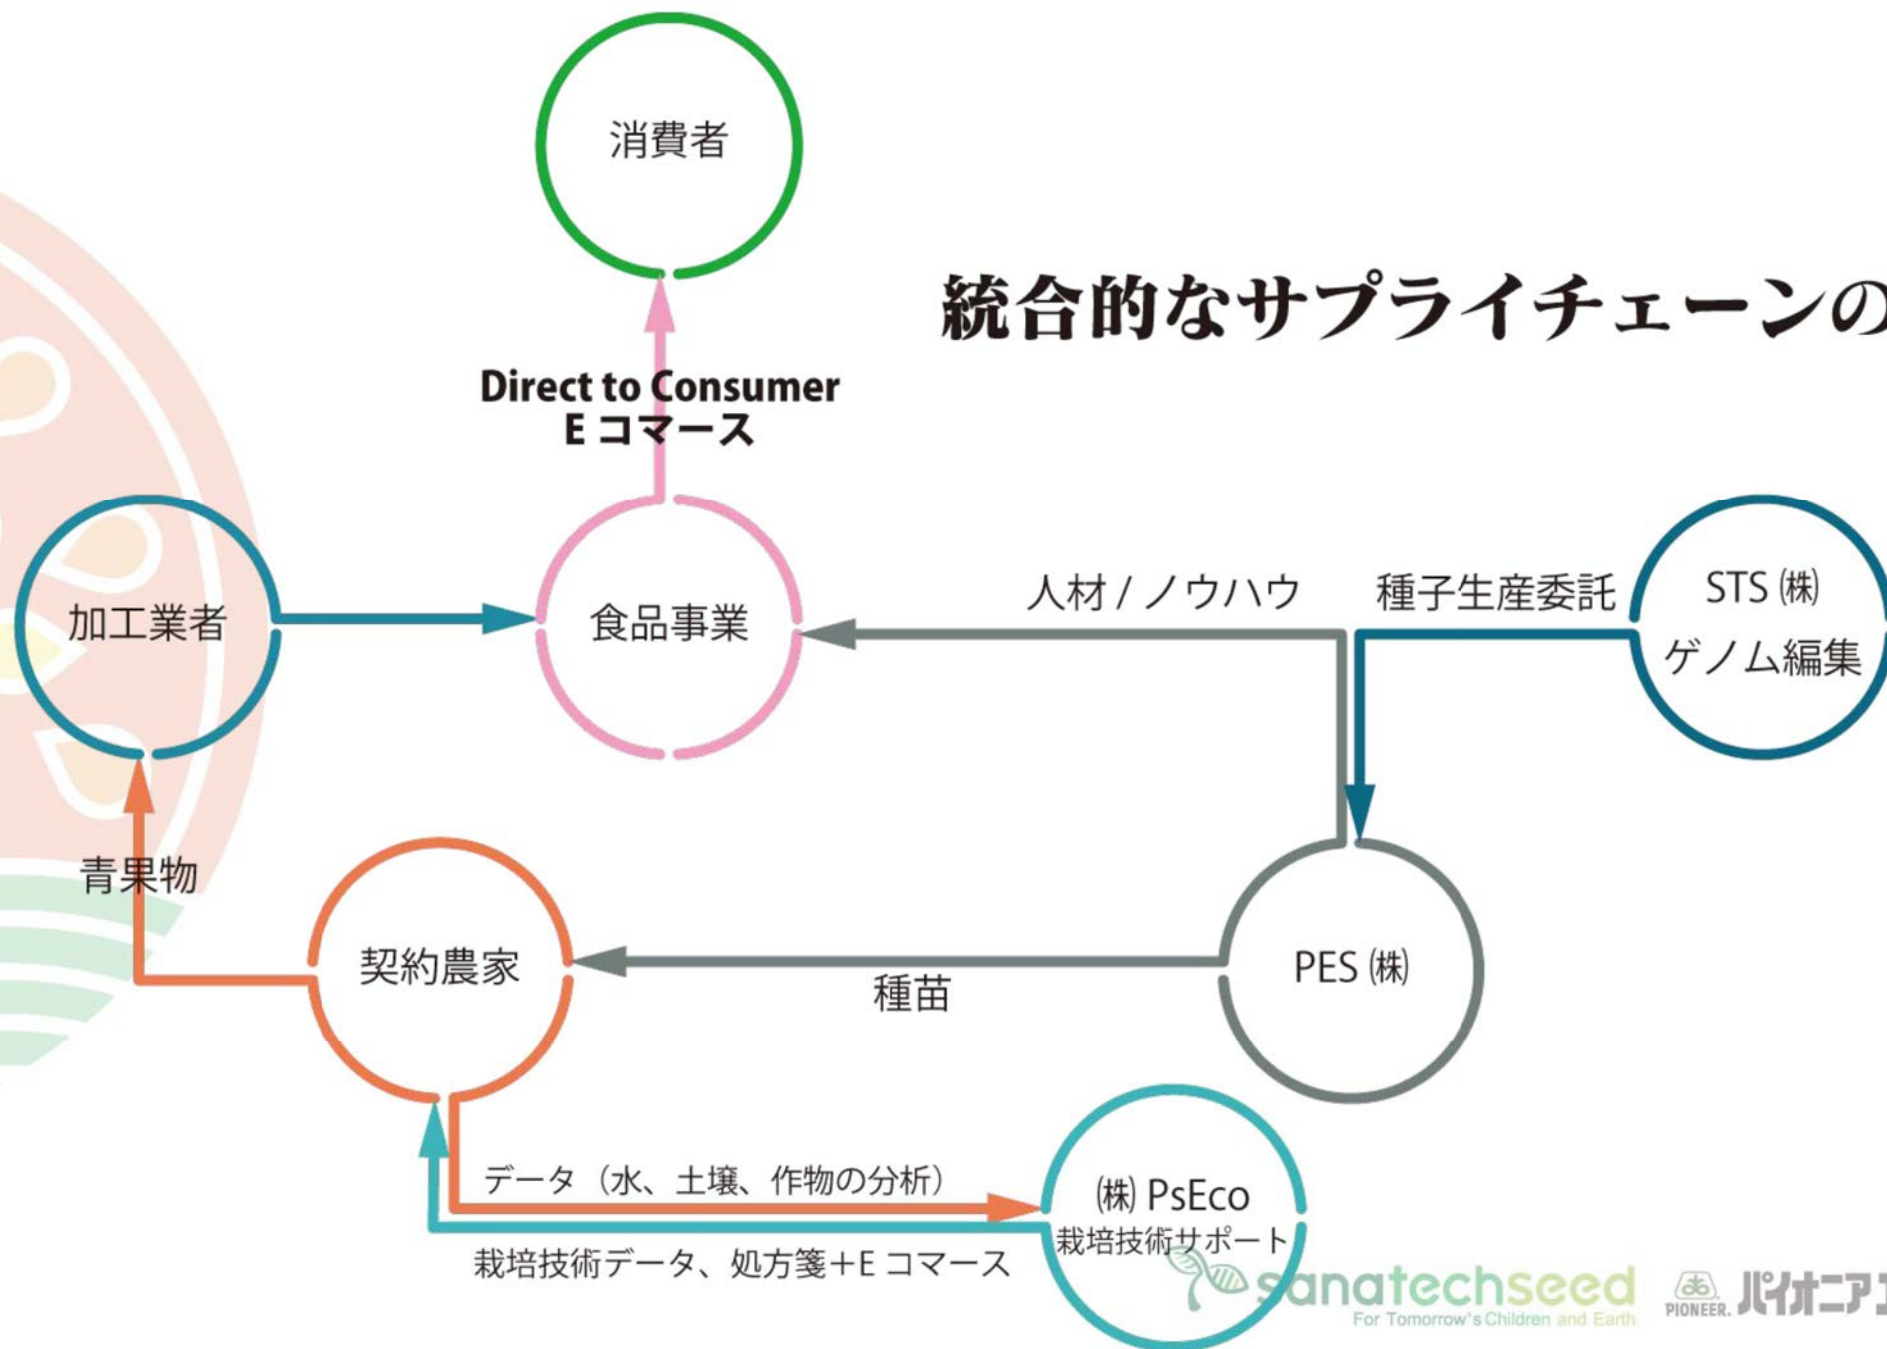 消費者
統合的なサプライチェーンの
Direct to Consumer
E コマース
加工業者
食品事業
人材 / ノウハウ
種子生産委託
STS ㈱
ゲノム編集
青果物
契約農家
種苗
PES ㈱
データ（水、土壌、作物の分析）
栽培技術データ、処方箋＋E コマース
㈱ PsEco
栽培技術サポート
sanatechseed
For Tomorrow's Children and Earth
PIONEER.
パイオニア